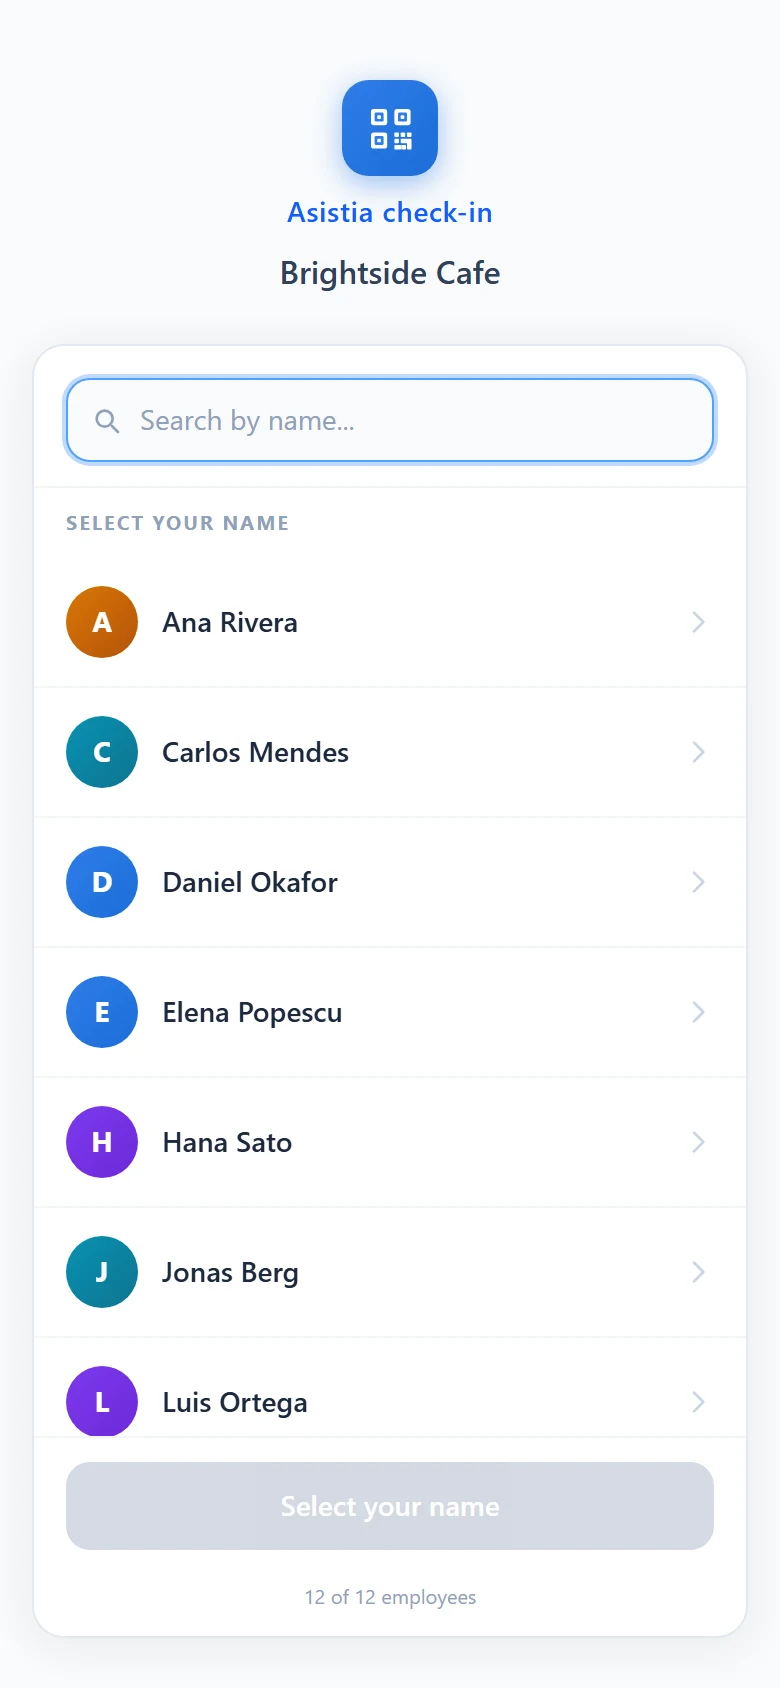 Asistia check-in
Brightside Cafe
Search by name...
SELECT YOUR NAME
A
Ana Rivera
C
Carlos Mendes
D
Daniel Okafor
E
Elena Popescu
H
Hana Sato
J
Jonas Berg
L
Luis Ortega
Select your name
12 of 12 employees